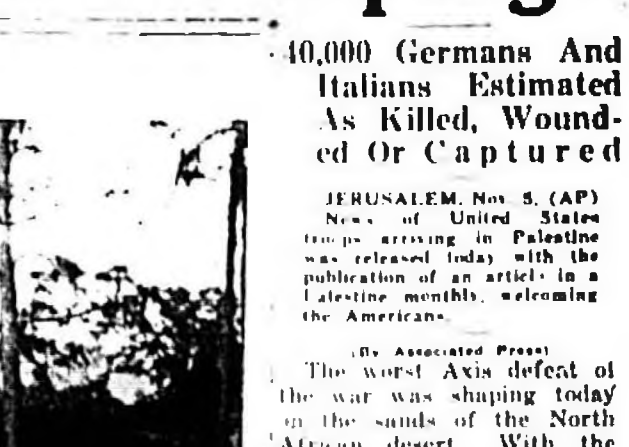 40,000 Germans And
Italians Estimated
As Killed, Wound-
ed Or Captured
JERUSALEM, Nov. 5, (AP)
News of United States
troops arriving in Palestine
was released today with the
publication of an article in a
Palestine monthly, welcoming
the Americans.
(By Associated Press)
The worst Axis defeat of
the war was shaping today
on the sands of the North
African desert. With the